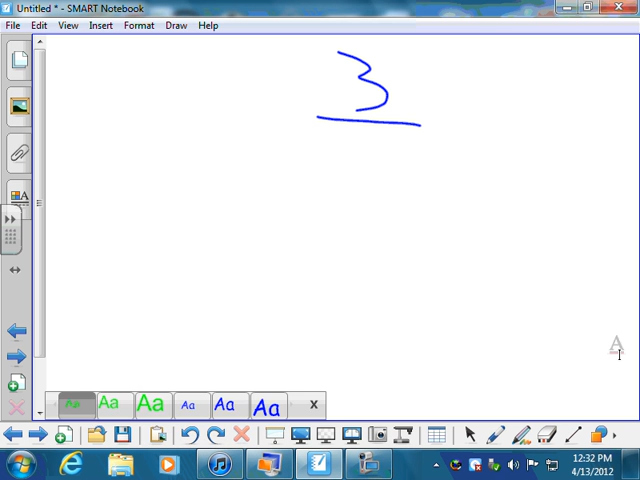 Untitled * - SMART Notebook
File Edit View Insert Format Draw Help
3
A
Aa Aa Aa Aa Aa Aa X
12:32 PM
4/13/2012